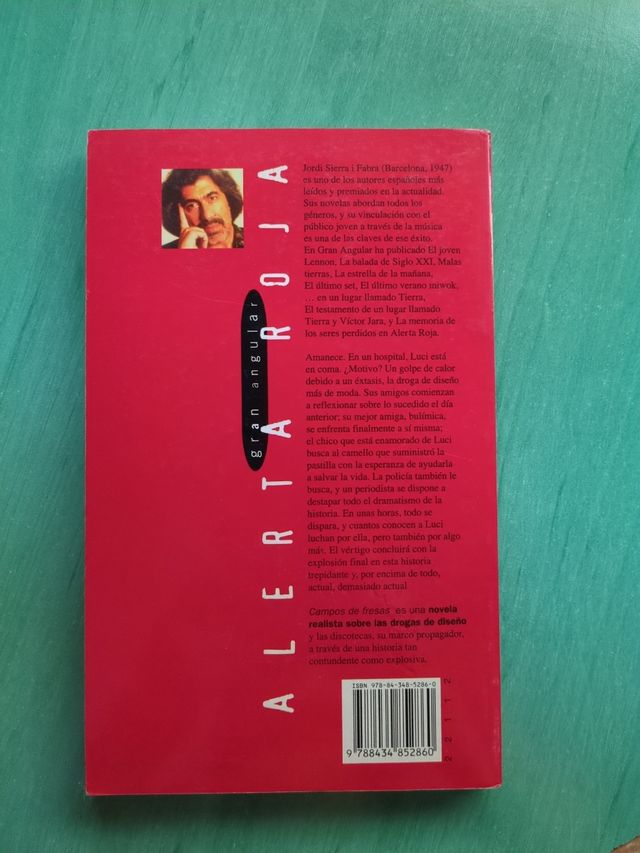 Jordi Sierra i Fabra (Barcelona, 1947)
es uno de los autores españoles más
leídos y premiados en la actualidad.
Sus novelas abordan todos los
géneros, y su vinculación con el
público joven a través de la música
es una de las claves de ese éxito.
En Gran Angular ha publicado El joven
Lennon, La balada de Siglo XXI, Malas
tierras, La estrella de la mañana,
El último set, El último verano miwok,
... en un lugar llamado Tierra,
El testamento de un lugar llamado
Tierra y Víctor Jara, y La memoria de
los seres perdidos en Alerta Roja.
Amanece. En un hospital, Luci está
en coma. ¿Motivo? Un golpe de calor
debido a un éxtasis, la droga de diseño
más de moda. Sus amigos comienzan
a reflexionar sobre lo sucedido el día
anterior; su mejor amiga, bulímica,
se enfrenta finalmente a sí misma;
el chico que está enamorado de Luci
busca al camello que suministró la
pastilla con la esperanza de ayudarla
a salvar la vida. La policía también le
busca, y un periodista se dispone a
destapar todo el dramatismo de la
historia. En unas horas, todo se
dispara, y cuantos conocen a Luci
luchan por ella, pero también por algo
más. El vértigo concluirá con la
explosión final en esta historia
trepidante y, por encima de todo,
actual, demasiado actual
Campos de fresas es una novela
realista sobre las drogas de diseño
y las discotecas, su marco propagador,
a través de una historia tan
contundente como explosiva.
ALERTA ROJA
gran angular
ISBN 978-84-348-5286-0
9 788434 852860
22112